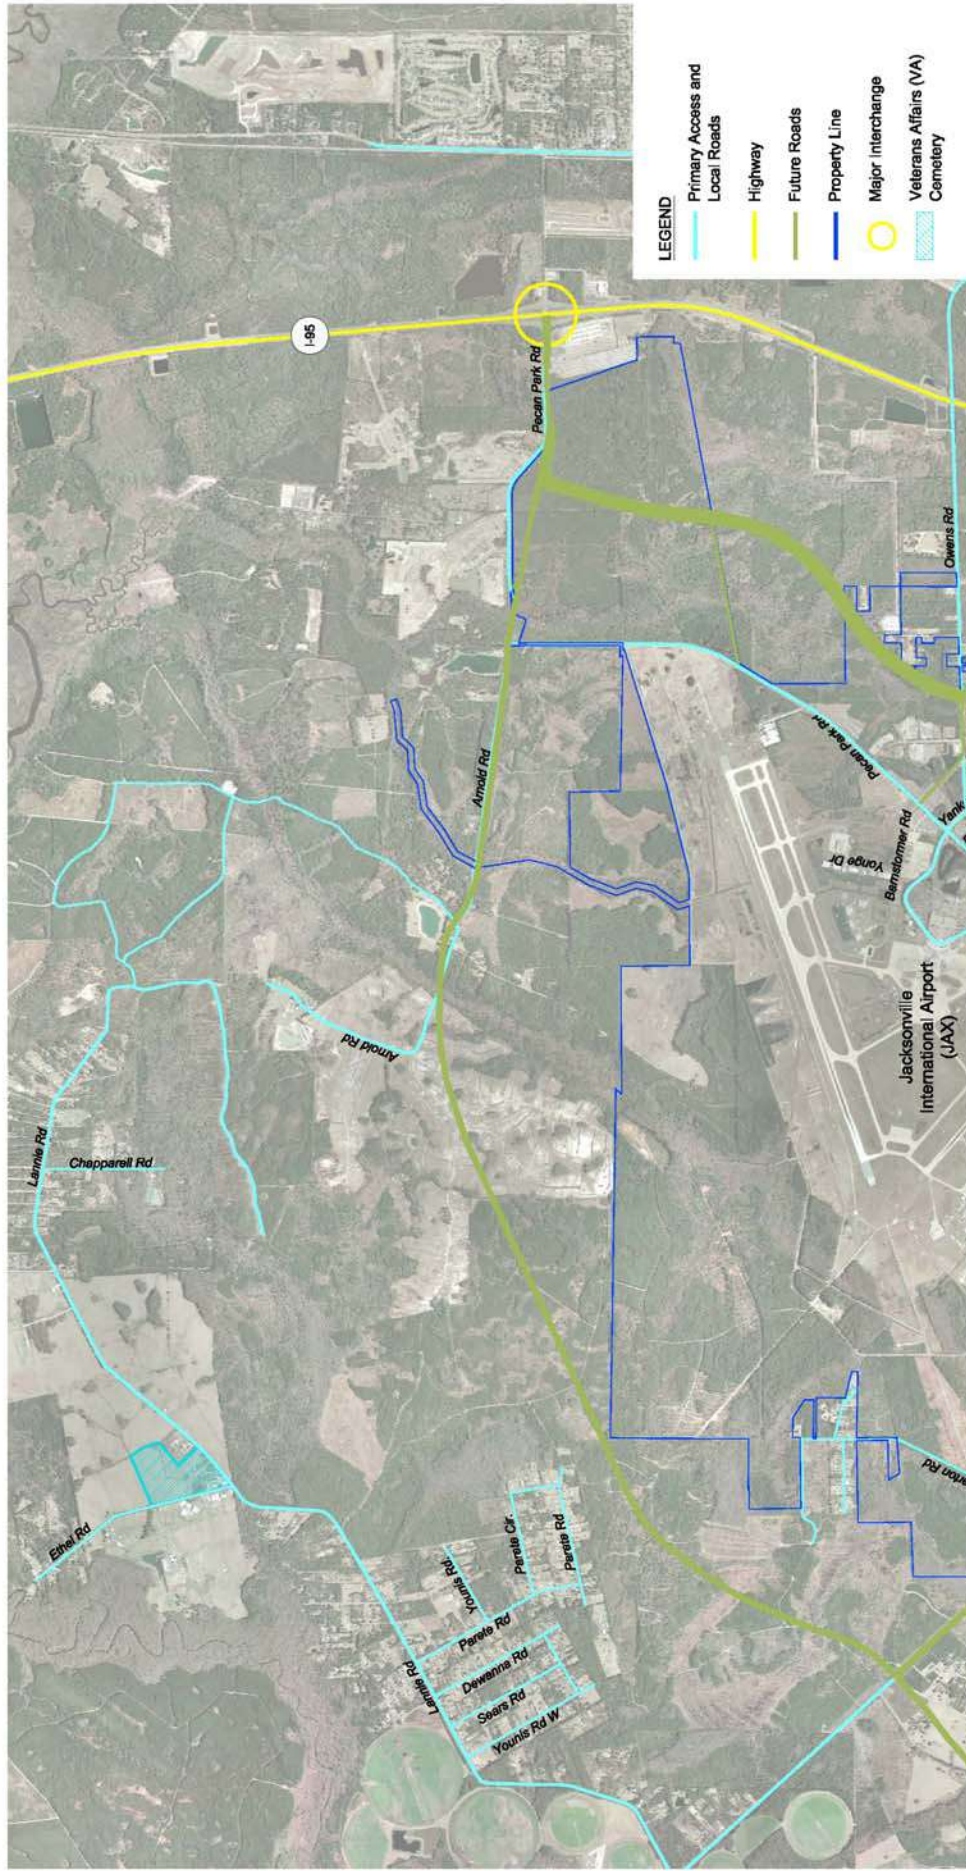 LEGEND
Primary Access and
Local Roads
Highway
Future Roads
Property Line
Major Interchange
Veterans Affairs (VA)
Cemetery
I-95
Pecan Park Rd
Owens Rd
Arnold Rd
Pecan Park Rd
Yonge Dr
Barnstormer Rd
Yank
Jacksonville
International Airport
(JAX)
Arnold Rd
Lannie Rd
Chapparell Rd
Ethel Rd
arton Rd
Parete Cir.
Parete Rd
Younis Rd
Parete Rd
Lannie Rd
Dewanna Rd
Sears Rd
Younis Rd W